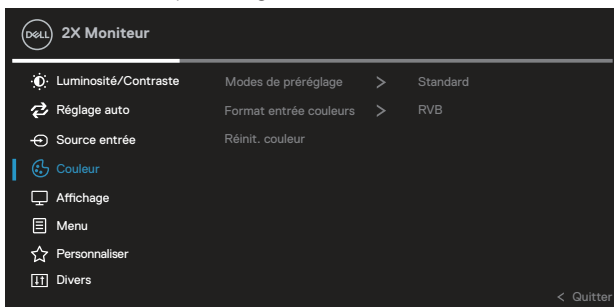 DELL 2X Moniteur
Luminosité/Contraste Modes de préréglage > Standard
Réglage auto Format entrée couleurs > RVB
Source entrée Réinit. couleur
Couleur
Affichage
Menu
Personnaliser
Divers
< Quitter